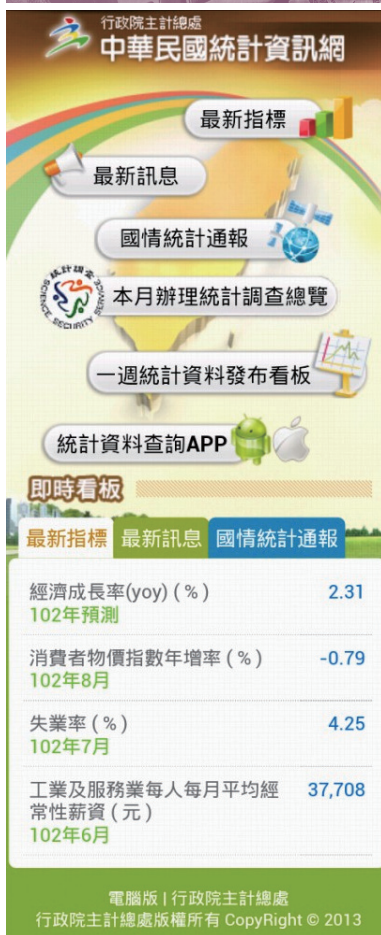 行政院主計總處
中華民國統計資訊網
最新指標
最新訊息
國情統計通報
統計調查
SCIENCE SECURITY SERVICE
本月辦理統計調查總覽
一週統計資料發布看板
統計資料查詢APP
即時看板
最新指標 最新訊息 國情統計通報
經濟成長率(yoy) ( % ) 2.31
102年預測
消費者物價指數年增率 ( % ) -0.79
102年8月
失業率 ( % ) 4.25
102年7月
工業及服務業每人每月平均經 37,708
常性薪資 ( 元 )
102年6月
電腦版 | 行政院主計總處
行政院主計總處版權所有 CopyRight © 2013